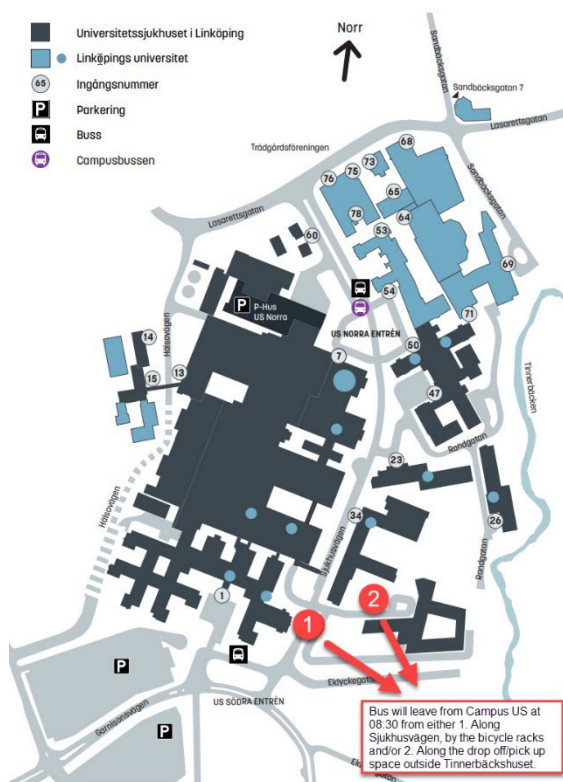 Universitetssjukhuset i Linköping
Linköpings universitet
65
Ingångsnummer
P
Parkering
Buss
Campusbussen
Norr
Sandbäcksgatan
Sandbäcksgatan 7
Lasarettsgatan
Trädgårdsföreningen
68
73
75
76
65
Sandbäcksgatan
78
64
53
Lasarettsgatan
60
69
54
P
P-Hus
US Norra
US NORRA ENTRÉN
71
50
7
14
Hälsovägen
13
15
Tinnerbäcken
47
Randgatan
23
34
26
Hälsovägen
Sjukhusvägen
Randgatan
1
1
2
P
Eklyckegatan
US SÖDRA ENTRÉN
Garnisonsvägen
P
Bus will leave from Campus US at
08:30 from either 1. Along
Sjukhusvägen, by the bicycle racks
and/or 2. Along the drop off/pick up
space outside Tinnerbäckshuset.